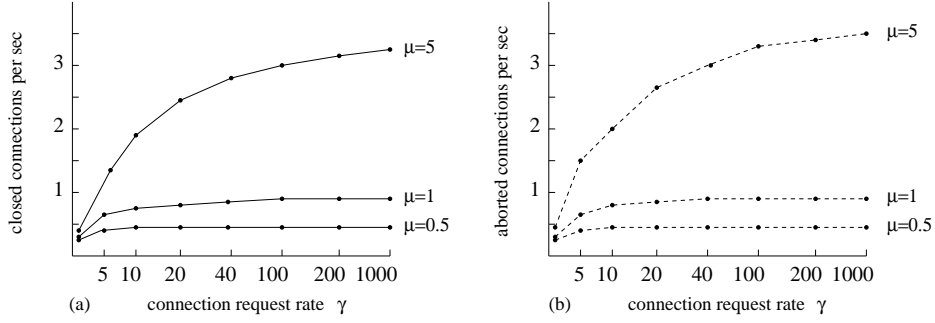 closed connections per sec
3
2
1
μ=5
μ=1
μ=0.5
5 10 20 40 100 200 1000
(a) connection request rate γ
aborted connections per sec
3
2
1
μ=5
μ=1
μ=0.5
5 10 20 40 100 200 1000
(b) connection request rate γ